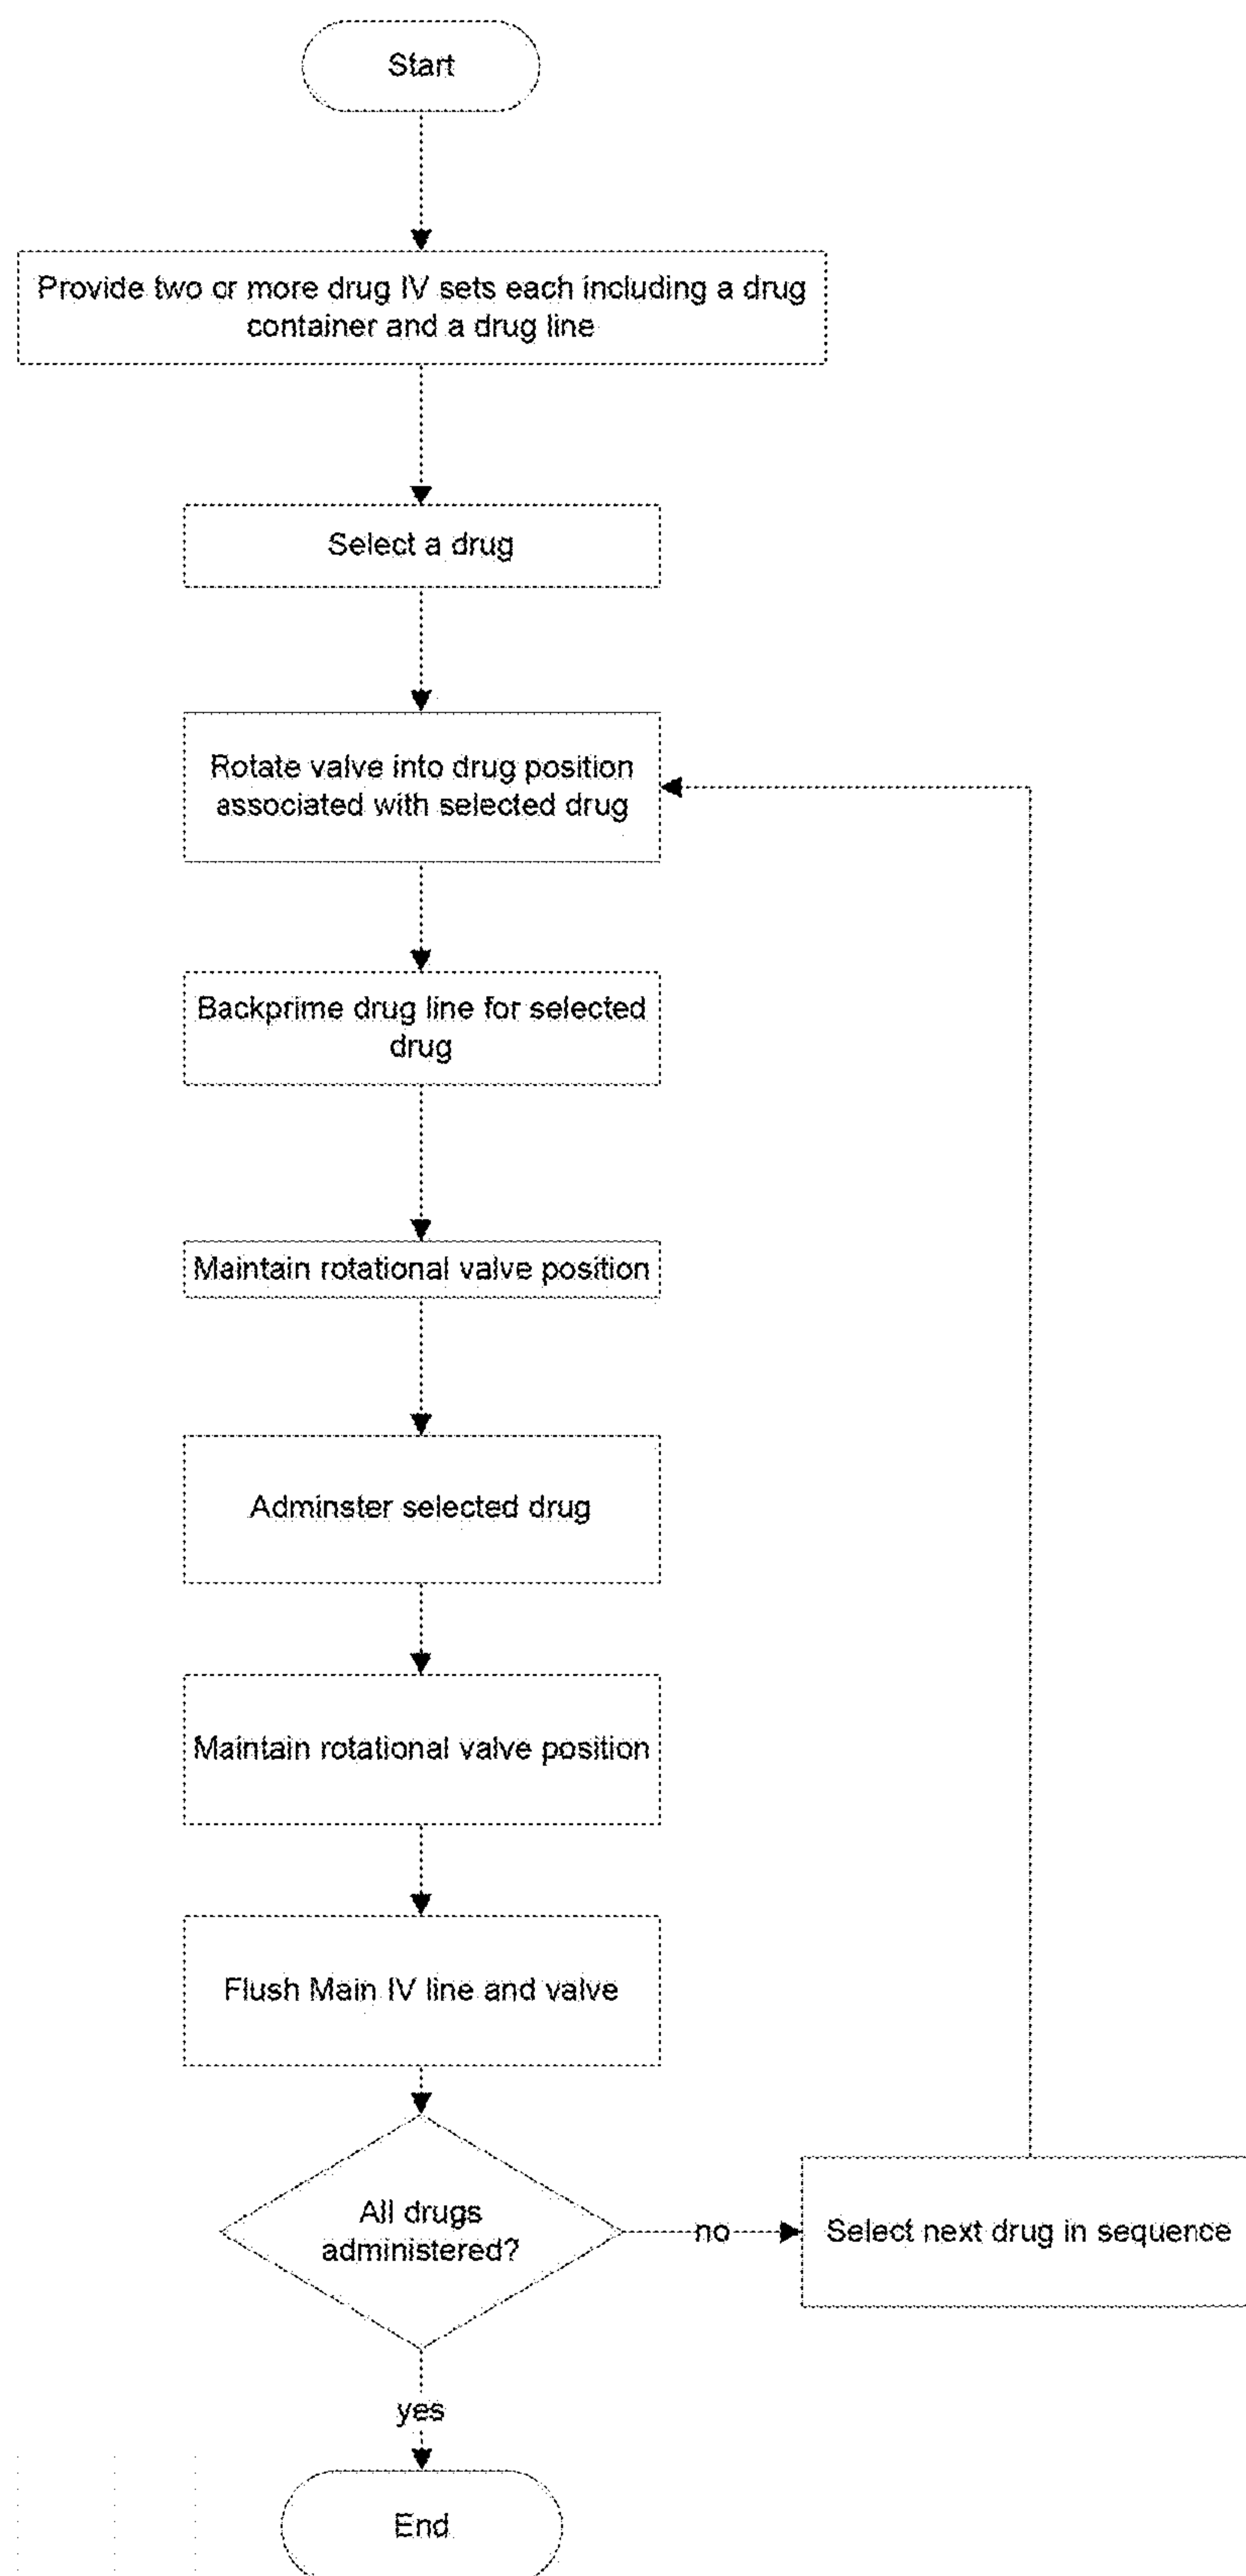 Start
Provide two or more drug IV sets each including a drug
container and a drug line
Select a drug
Rotate valve into drug position
associated with selected drug
Backprime drug line for selected
drug
Maintain rotational valve position
Adminster selected drug
Maintain rotational valve position
Flush Main IV line and valve
All drugs
administered?
no
Select next drug in sequence
yes
End